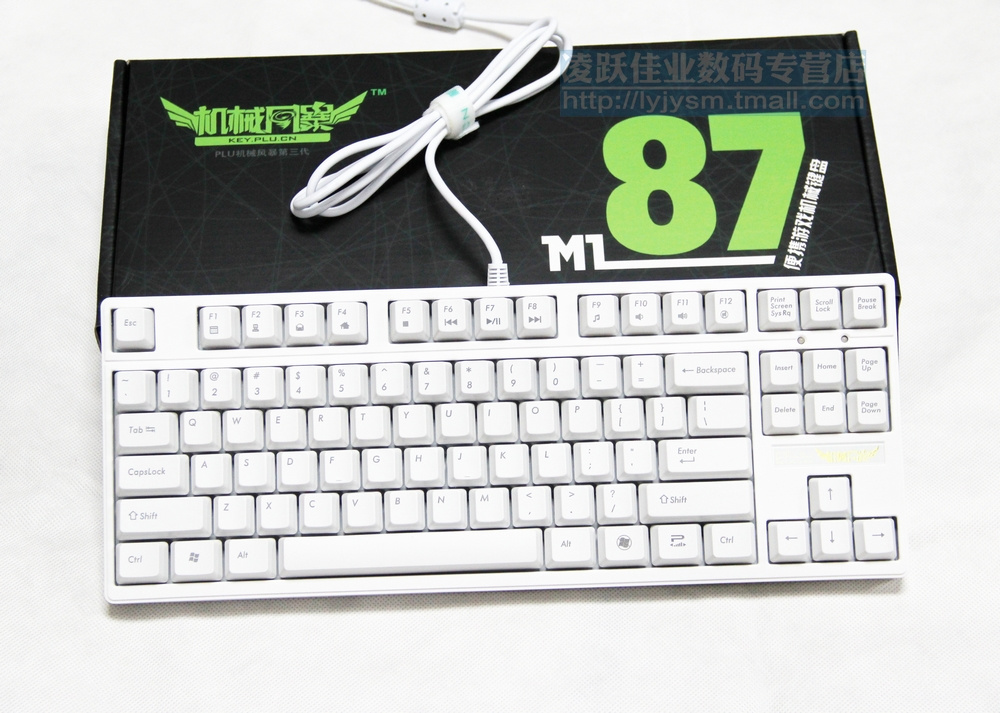 凌跃佳业数码专营店
http://lyjysm.tmall.com
机械风暴 TM
KEY.PLU.CN
PLU机械风暴第三代
M1 87
便携游戏机械键盘
Esc F1 F2 F3 F4 F5 F6 F7 F8 F9 F10 F11 F12 Print Screen SysRq Scroll Lock Pause Break
~ ! @ # $ % ^ & * ( ) _ + ← Backspace Insert Home Page Up
1 2 3 4 5 6 7 8 9 0 - =
Tab Q W E R T Y U I O P { [ } ] | \ Delete End Page Down
CapsLock A S D F G H J K L : ; " ' Enter
⇧ Shift Z X C V B N M < , > . ? / ⇧ Shift ↑
Ctrl Alt Alt Ctrl ← ↓ →